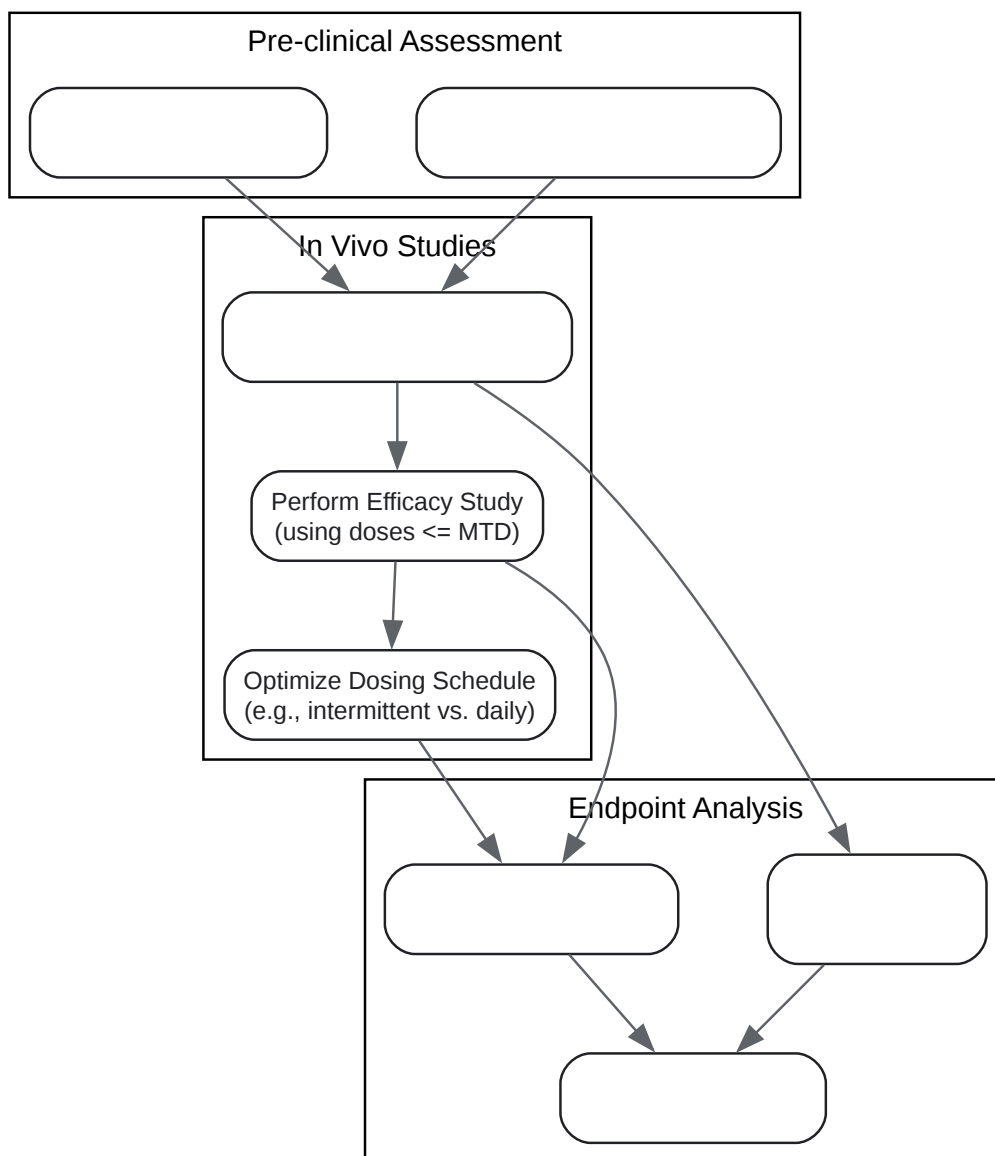 Pre-clinical Assessment
In Vivo Studies
Perform Efficacy Study
(using doses <= MTD)
Optimize Dosing Schedule
(e.g., intermittent vs. daily)
Endpoint Analysis